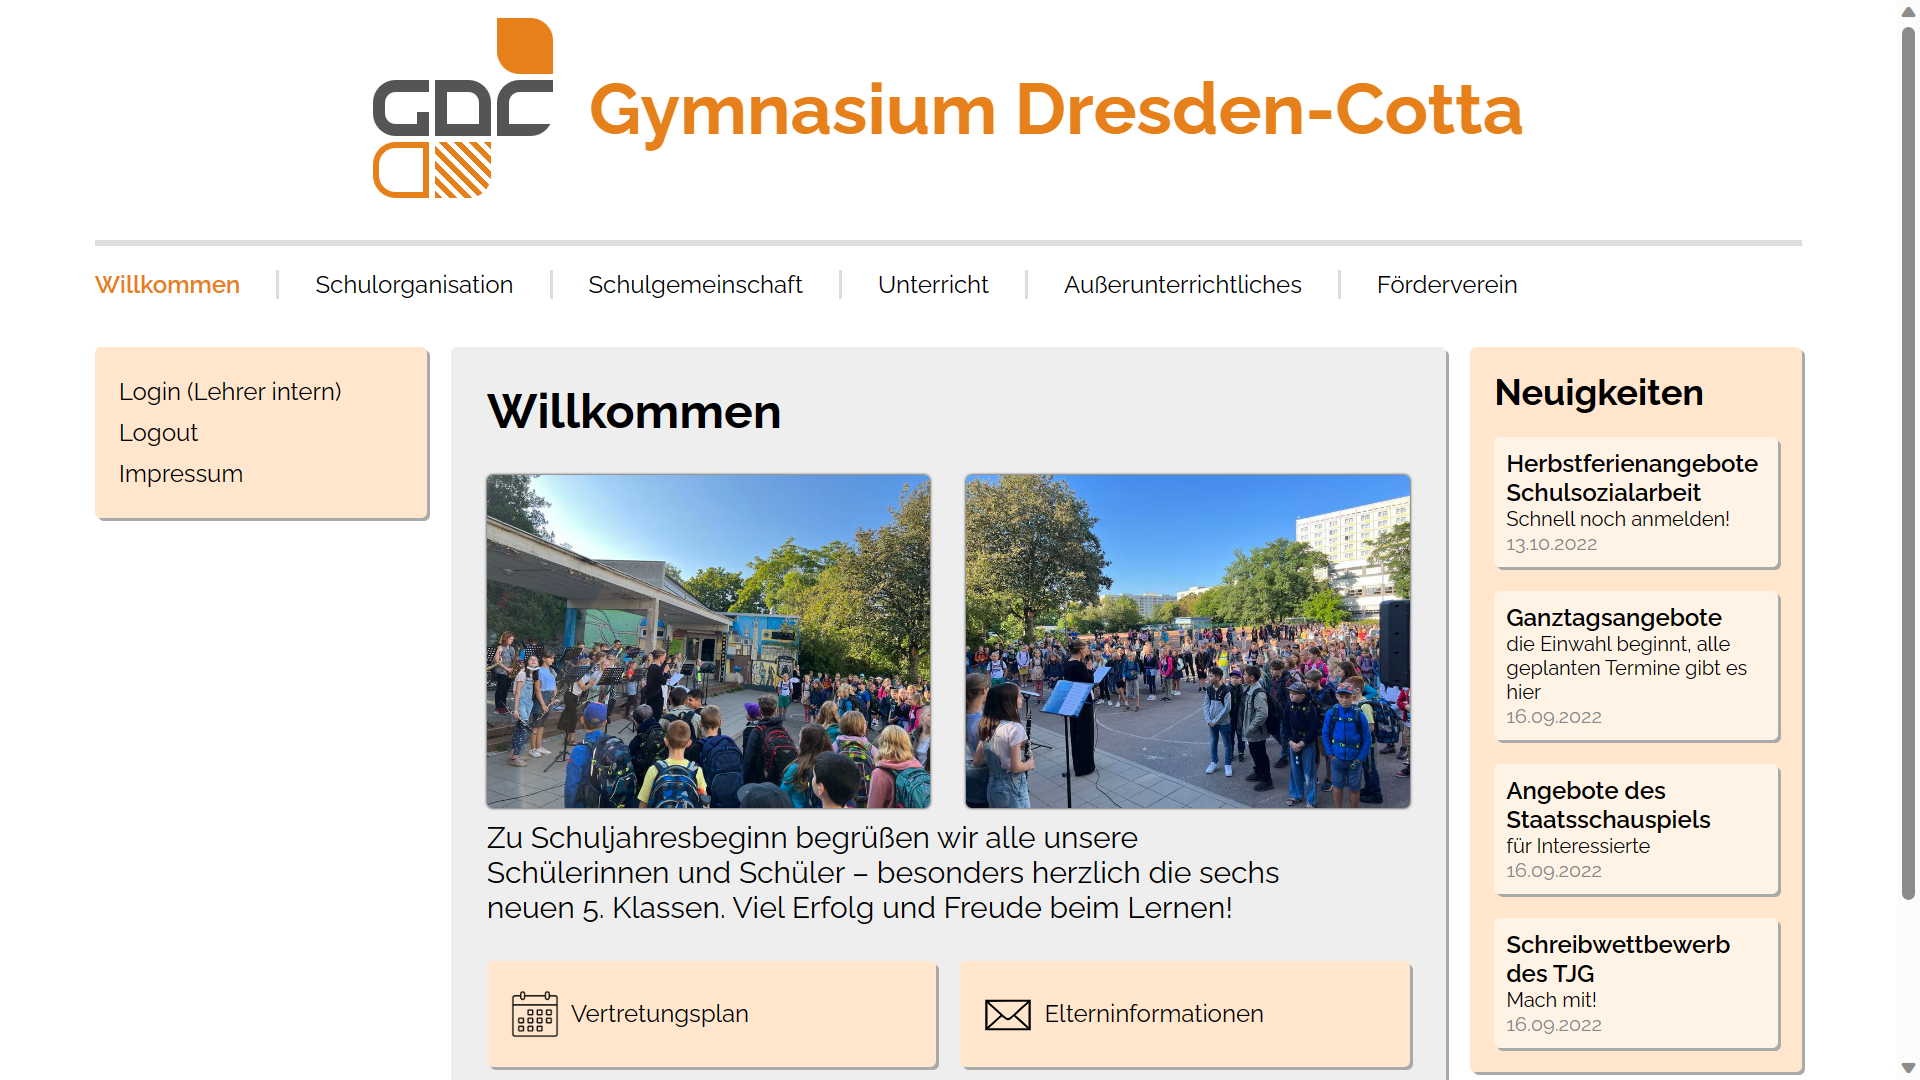 GDC
Gymnasium Dresden-Cotta
Willkommen
Schulorganisation
Schulgemeinschaft
Unterricht
Außerunterrichtliches
Förderverein
Login (Lehrer intern)
Logout
Impressum
Willkommen
Zu Schuljahresbeginn begrüßen wir alle unsere
Schülerinnen und Schüler – besonders herzlich die sechs
neuen 5. Klassen. Viel Erfolg und Freude beim Lernen!
Vertretungsplan
Elterninformationen
Neuigkeiten
Herbstferienangebote
Schulsozialarbeit
Schnell noch anmelden!
13.10.2022
Ganztagsangebote
die Einwahl beginnt, alle
geplanten Termine gibt es
hier
16.09.2022
Angebote des
Staatsschauspiels
für Interessierte
16.09.2022
Schreibwettbewerb
des TJG
Mach mit!
16.09.2022